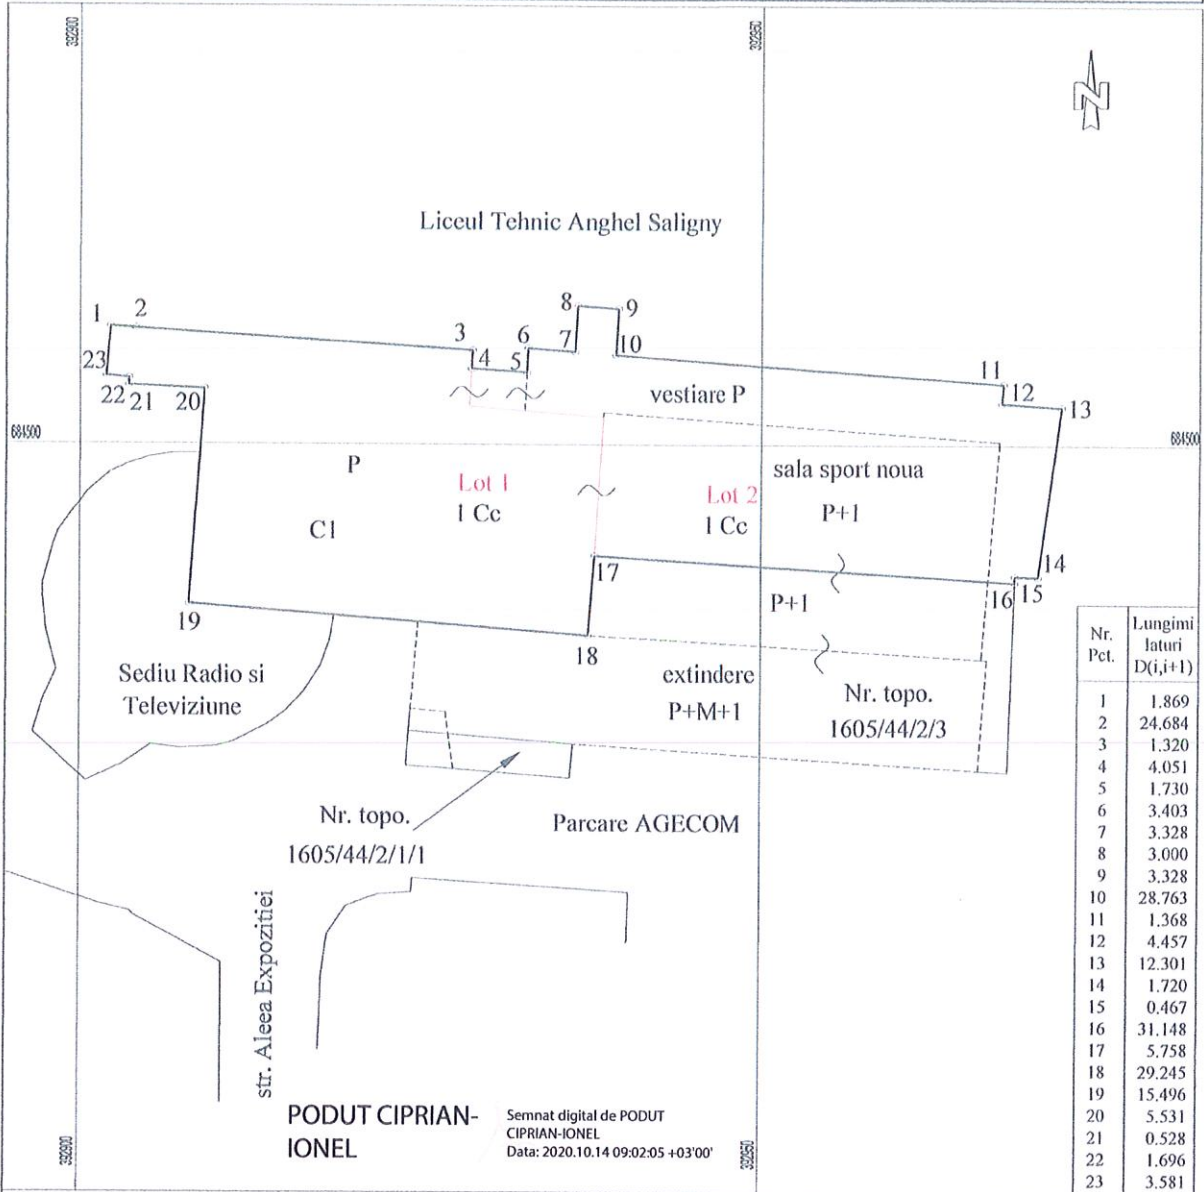 392900
392950
N
Liceul Tehnic Anghel Saligny
1
2
3
4
5
6
7
8
9
10
11
12
13
23
22
21
20
vestiare P
684500
684500
P
Lot 1
1 Cc
C1
sala sport noua
Lot 2
P+1
1 Cc
17
14
16
15
P+1
19
18
Sediu Radio si
Televiziune
extindere
P+M+1
Nr. topo.
1605/44/2/3
Nr. topo.
1605/44/2/1/1
Parcare AGECOM
str. Aleea Expozitiei
Nr. Pct.
Lungimi laturi D(i,i+1)
1 1.869
2 24.684
3 1.320
4 4.051
5 1.730
6 3.403
7 3.328
8 3.000
9 3.328
10 28.763
11 1.368
12 4.457
13 12.301
14 1.720
15 0.467
16 31.148
17 5.758
18 29.245
19 15.496
20 5.531
21 0.528
22 1.696
23 3.581
PODUT CIPRIAN-
IONEL
Semnat digital de PODUT
CIPRIAN-IONEL
Data: 2020.10.14 09:02:05 +03'00'
392900
392950